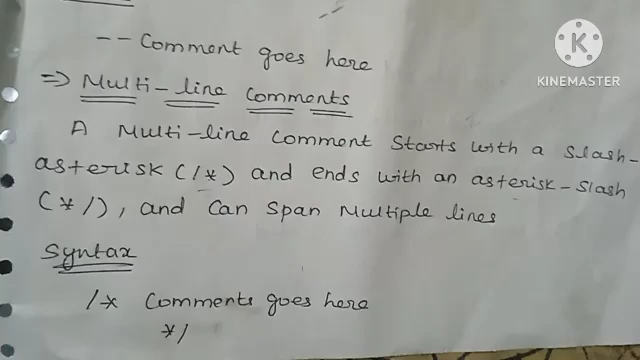 -- Comment goes here
⇒ Multi-line comments
A Multi-line comment starts with a slash-
asterisk (/*) and ends with an asterisk-slash
(*/), and can span multiple lines
Syntax
/* Comments goes here
*/
KINEMASTER